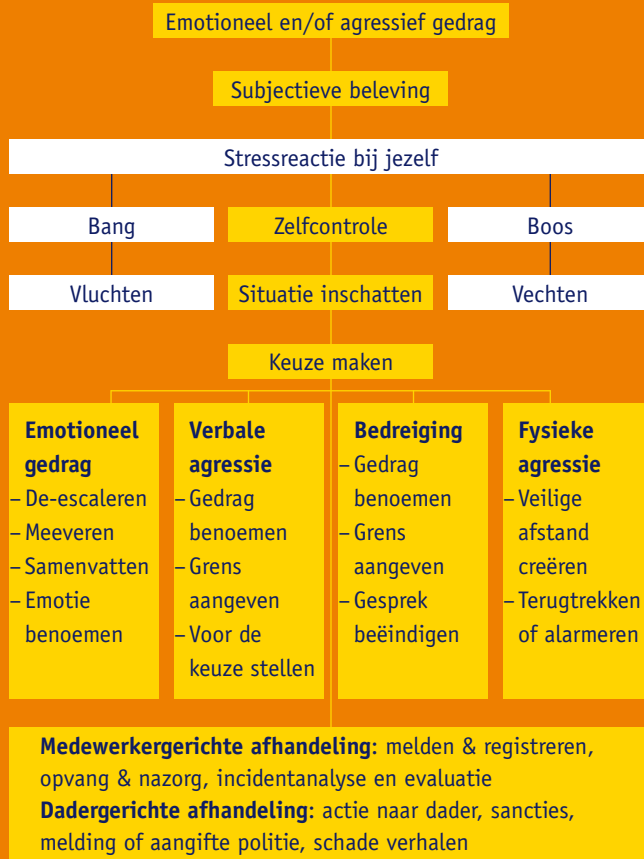 Emotioneel en/of agressief gedrag
Subjectieve beleving
Stressreactie bij jezelf
Bang
Zelfcontrole
Boos
Vluchten
Situatie inschatten
Vechten
Keuze maken
Emotioneel
gedrag
– De-escaleren
– Meeveren
– Samenvatten
– Emotie
benoemen
Verbale
agressie
– Gedrag
benoemen
– Grens
aangeven
– Voor de
keuze stellen
Bedreiging
– Gedrag
benoemen
– Grens
aangeven
– Gesprek
beëindigen
Fysieke
agressie
– Veilige
afstand
creëren
– Terugtrekken
of alarmeren
Medewerkergerichte afhandeling: melden & registreren,
opvang & nazorg, incidentanalyse en evaluatie
Dadergerichte afhandeling: actie naar dader, sancties,
melding of aangifte politie, schade verhalen